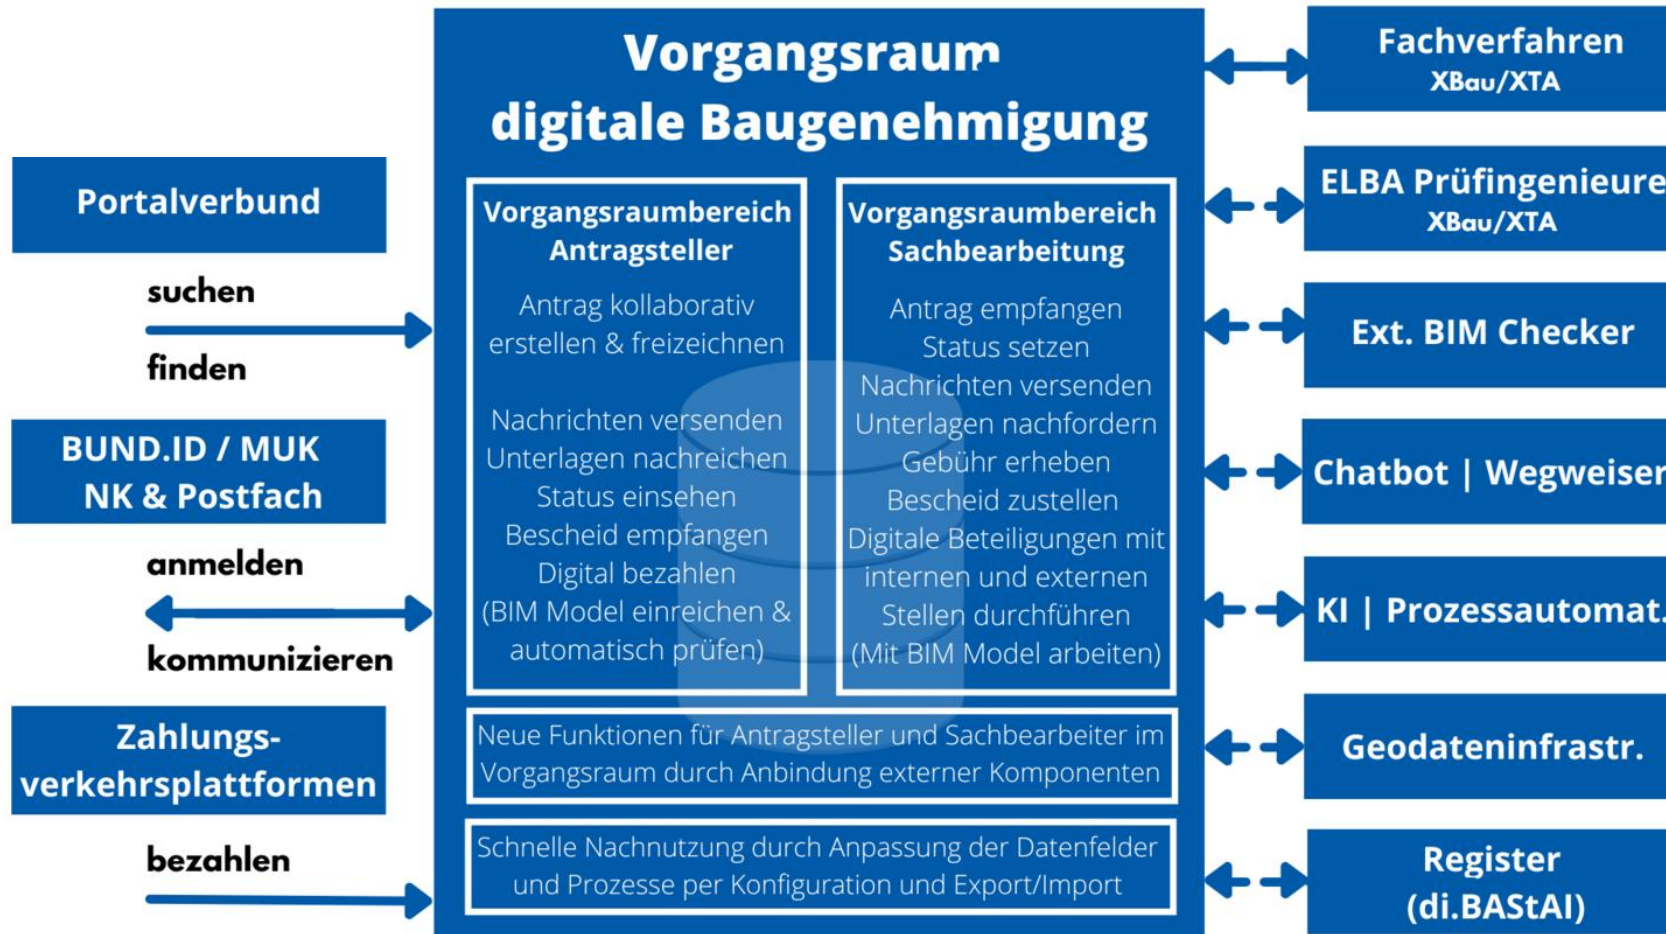 Vorgangsraum
digitale Baugenehmigung
Portalverbund
suchen
finden
BUND.ID / MUK
NK & Postfach
anmelden
kommunizieren
Zahlungs-
verkehrsplattformen
bezahlen
Vorgangsraumbereich
Antragsteller
Antrag kollaborativ
erstellen & freizeichnen
Nachrichten versenden
Unterlagen nachreichen
Status einsehen
Bescheid empfangen
Digital bezahlen
(BIM Model einreichen &
automatisch prüfen)
Vorgangsraumbereich
Sachbearbeitung
Antrag empfangen
Status setzen
Nachrichten versenden
Unterlagen nachfordern
Gebühr erheben
Bescheid zustellen
Digitale Beteiligungen mit
internen und externen
Stellen durchführen
(Mit BIM Model arbeiten)
Neue Funktionen für Antragsteller und Sachbearbeiter im
Vorgangsraum durch Anbindung externer Komponenten
Schnelle Nachnutzung durch Anpassung der Datenfelder
und Prozesse per Konfiguration und Export/Import
Fachverfahren
XBau/XTA
ELBA Prüfingenieure
XBau/XTA
Ext. BIM Checker
Chatbot | Wegweiser
KI | Prozessautomat.
Geodateninfrastr.
Register
(di.BAStAI)